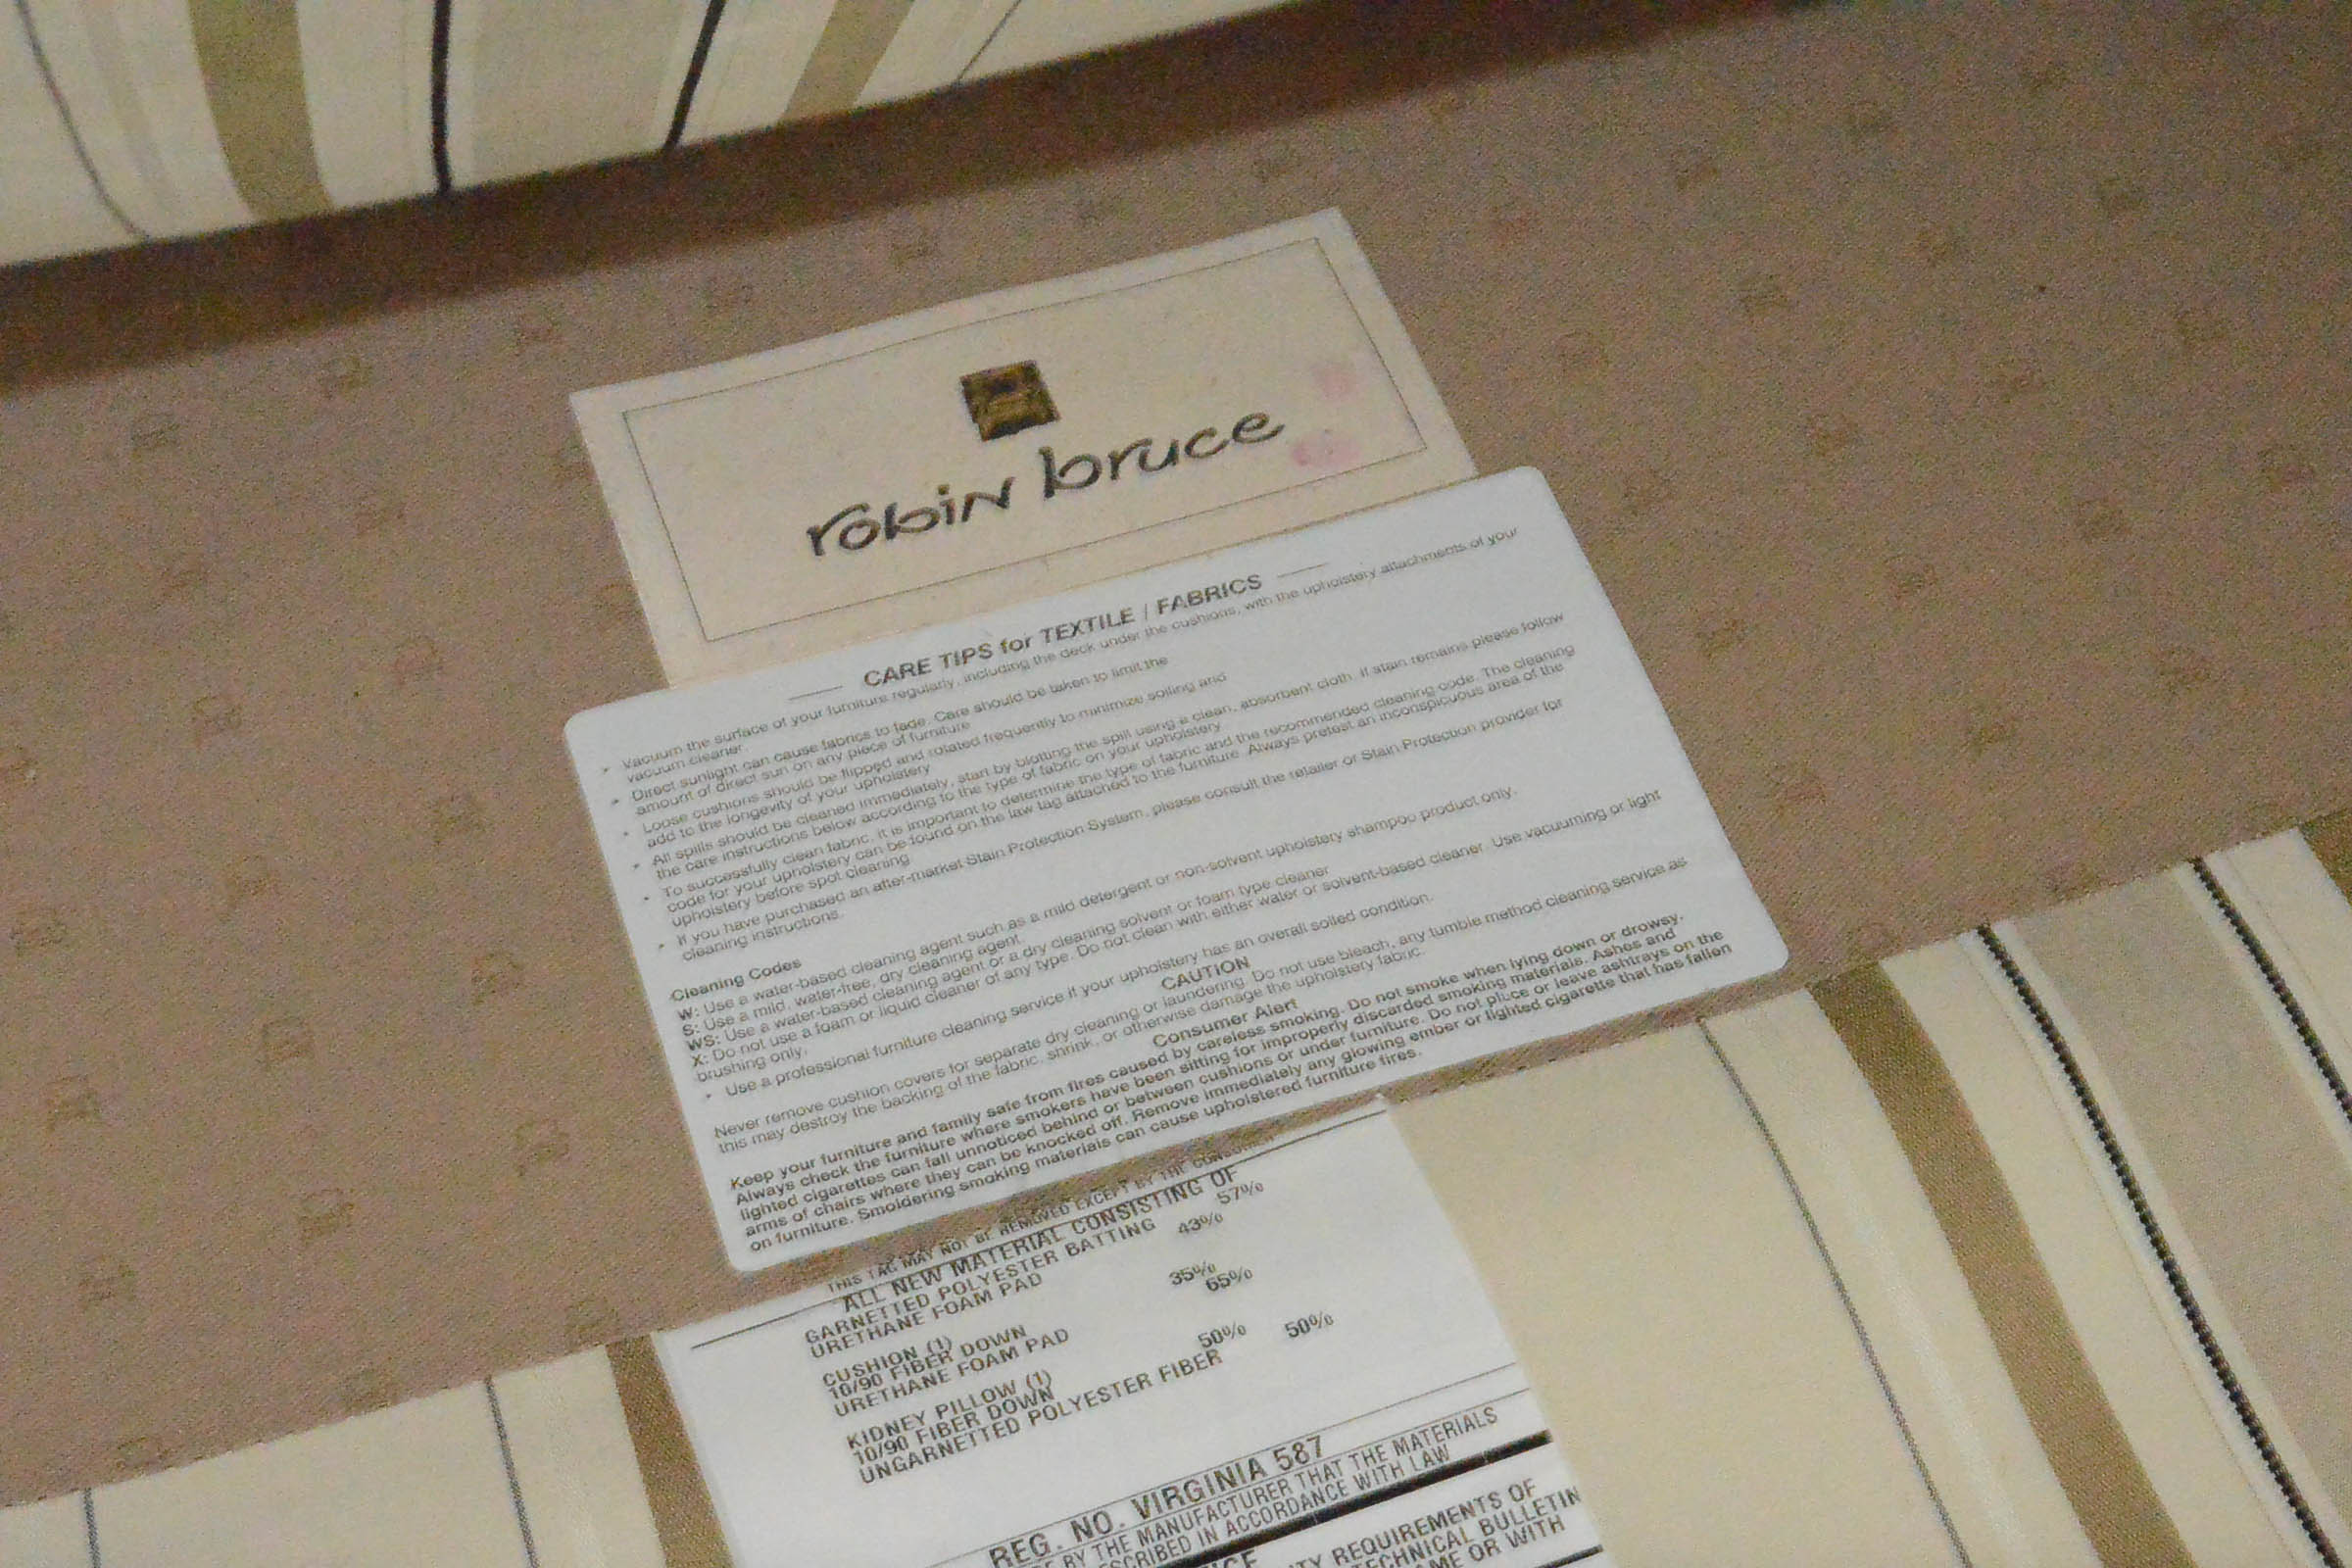 robin bruce
CARE TIPS for TEXTILE / FABRICS
• Vacuum the surface of your furniture regularly, including the deck under the cushions, with the upholstery attachments of your
vacuum cleaner.
• Direct sunlight can cause fabrics to fade. Care should be taken to limit the
amount of direct sun on any piece of furniture
• Loose cushions should be flipped and rotated frequently to minimize soiling and
add to the longevity of your upholstery
• All spills should be cleaned immediately, start by blotting the spill using a clean, absorbent cloth. If stain remains please follow
the care instructions below according to the type of fabric on your upholstery
• To successfully clean fabric, it is important to determine the type of fabric and the recommended cleaning code. The cleaning
code for your upholstery can be found on the law tag attached to the furniture. Always pretest an inconspicuous area of the
upholstery before spot cleaning
• If you have purchased an after-market Stain Protection System, please consult the retailer or Stain Protection provider for
cleaning instructions.
Cleaning Codes
W: Use a water-based cleaning agent such as a mild detergent or non-solvent upholstery shampoo product only.
S: Use a mild, water-free, dry cleaning agent.
WS: Use a water-based cleaning agent or a dry cleaning solvent or foam type cleaner
X: Do not use a foam or liquid cleaner of any type. Do not clean with either water or solvent-based cleaner. Use vacuuming or light
brushing only.
• Use a professional furniture cleaning service if your upholstery has an overall soiled condition.
CAUTION
Never remove cushion covers for separate dry cleaning or laundering. Do not use bleach, any tumble method cleaning service as
this may destroy the backing of the fabric, shrink, or otherwise damage the upholstery fabric.
Consumer Alert
Keep your furniture and family safe from fires caused by careless smoking. Do not smoke when lying down or drowsy.
Always check the furniture where smokers have been sitting for improperly discarded smoking materials. Ashes and
lighted cigarettes can fall unnoticed behind or between cushions or under furniture. Do not place or leave ashtrays on the
arms of chairs where they can be knocked off. Remove immediately any glowing ember or lighted cigarette that has fallen
on furniture. Smoldering smoking materials can cause upholstered furniture fires.
THIS TAG MAY NOT BE REMOVED EXCEPT BY THE
ALL NEW MATERIAL CONSISTING OF
GARNETTED POLYESTER BATTING 57%
URETHANE FOAM PAD 43%
CUSHION (1)
10/90 FIBER DOWN 35%
URETHANE FOAM PAD 65%
KIDNEY PILLOW (1)
10/90 FIBER DOWN 50%
UNGARNETTED POLYESTER FIBER 50%
REG. NO. VIRGINIA 587
BY THE MANUFACTURER THAT THE MATERIALS
IN ACCORDANCE WITH LAW
REQUIREMENTS OF
BULLETIN
OR WITH